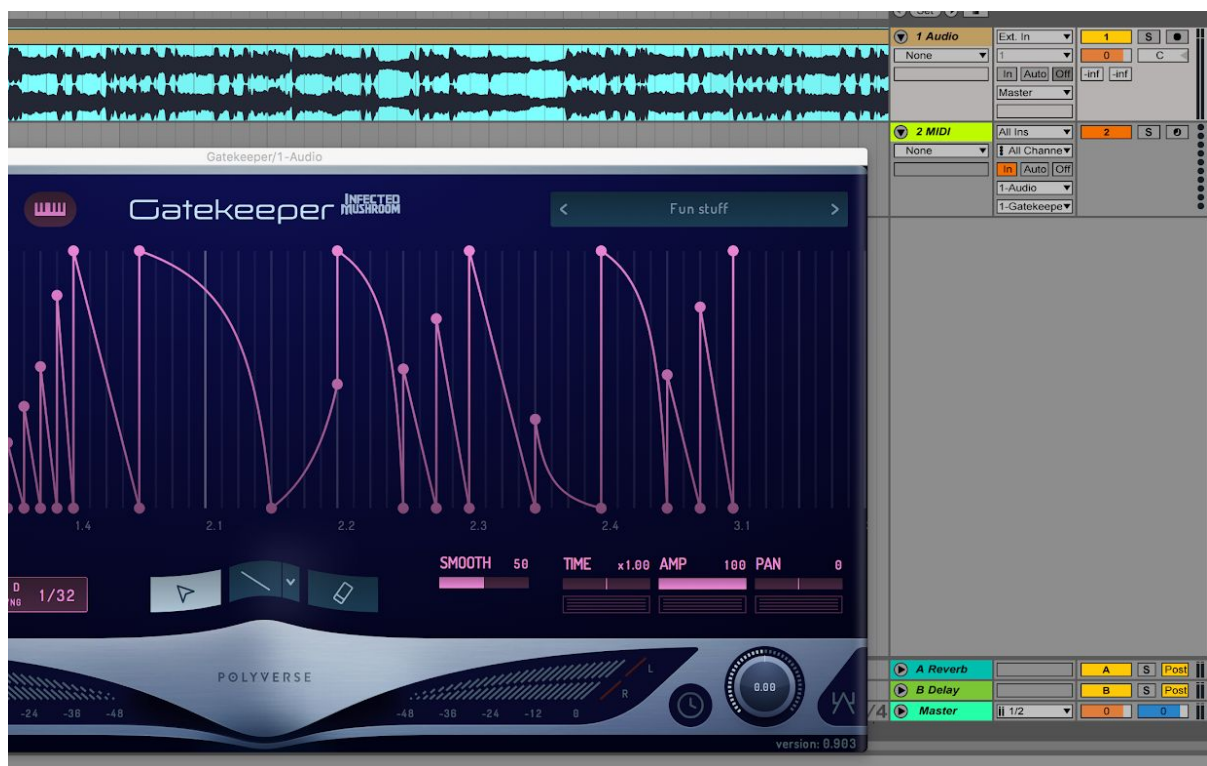 Set
1 Audio Ext. In 1 S
None 1 0 C
In Auto Off -inf -inf
Master
2 MIDI All Ins 2 S
None All Channe
In Auto Off
1-Audio
1-Gatekeepe
Gatekeeper/1-Audio
Gatekeeper INFECTED MUSHROOM < Fun stuff >
1.4 2.1 2.2 2.3 2.4 3.1
SMOOTH 50 TIME x1.00 AMP 100 PAN 0
D
1/32
POLYVERSE
-24 -36 -48 -48 -36 -24 -12 0 L R 0.00
version: 0.903
A Reverb A S Post
B Delay B S Post
/4 Master 1/2 0 0